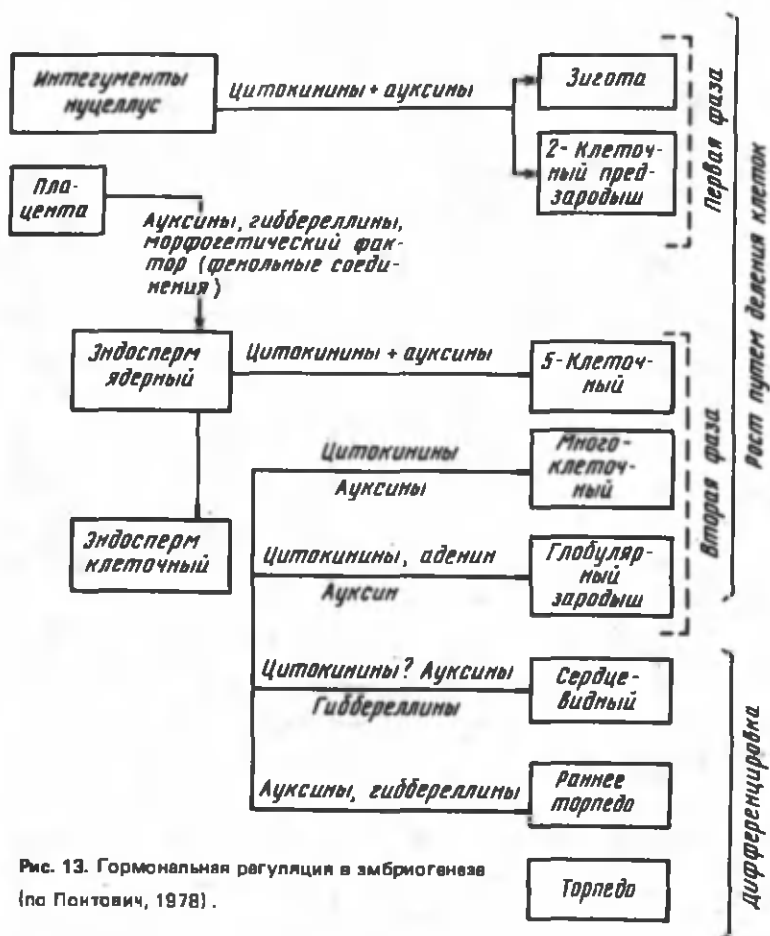 Интегументы
нуцеллус
Цитокинины + ауксины
Зигота
2-Клеточ-
ный пред-
зародыш
Первая фаза
Рост путем деления клеток
Пла-
цента
Ауксины, гиббереллины,
морфогетический фак-
тор (фенольные соеди-
нения)
Эндосперм
ядерный
Цитокинины + ауксины
5-Клеточ-
ный
Вторая фаза
Цитокинины
Ауксины
Много-
клеточ-
ный
Эндосперм
клеточный
Цитокинины, аденин
Ауксин
Глобуляр-
ный
зародыш
Цитокинины? Ауксины
Гиббереллины
Сердце-
видный
Дифференцировка
Ауксины, гиббереллины
Раннее
торпедо
Торпедо
Рис. 13. Гормональная регуляция в эмбриогенезе
(по Понтович, 1978).